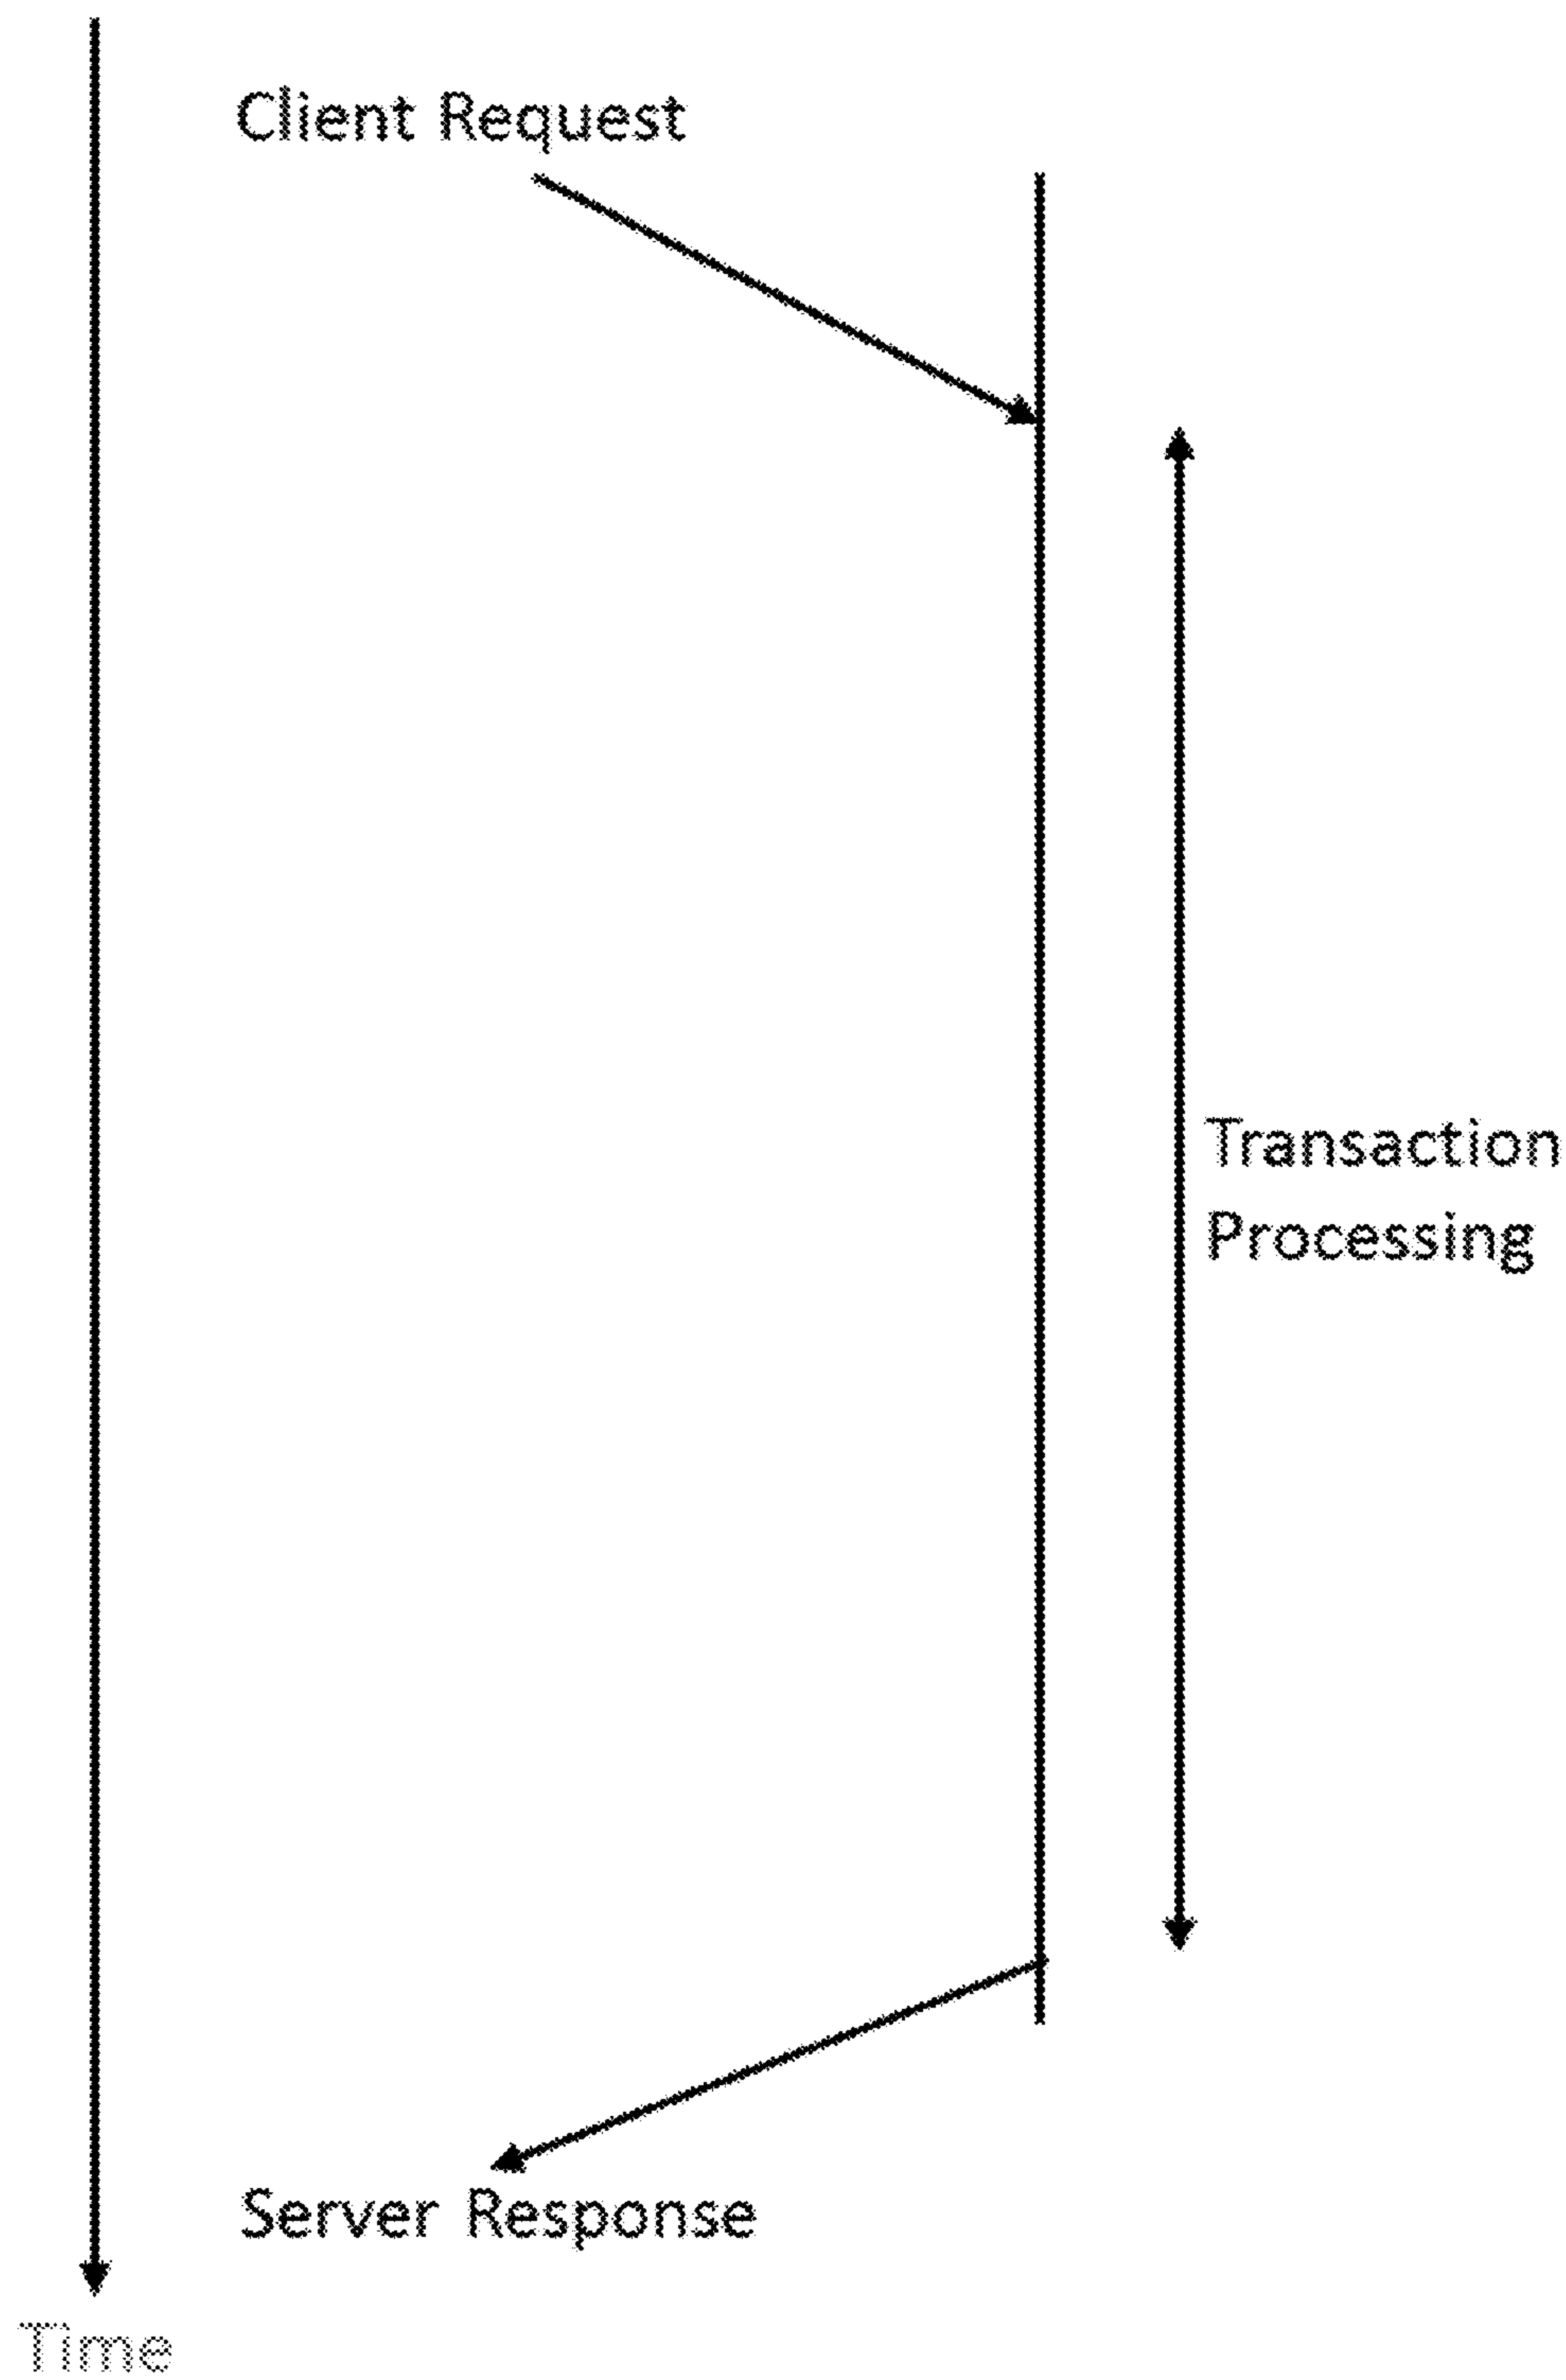 Client Request
Transaction
Processing
Server Response
Time